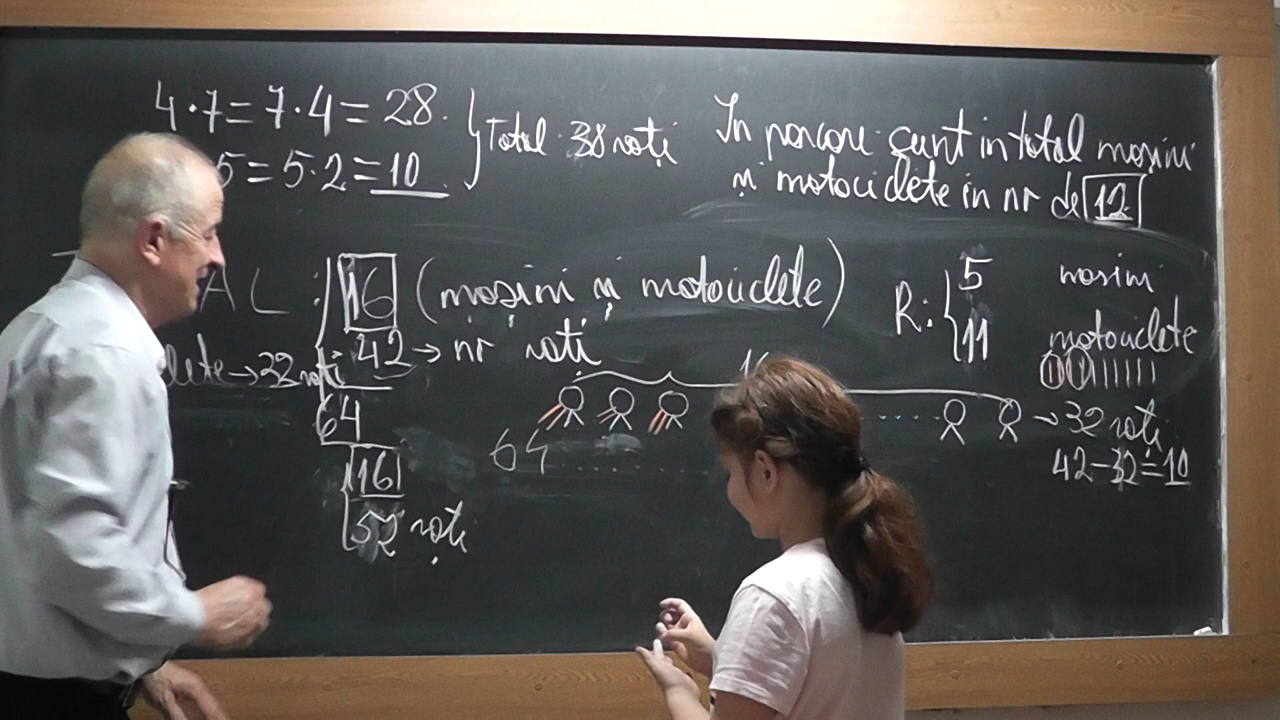 4·7=7·4=28.
5=5·2=10
Total 38 roți
In parcare sunt in total mașini
și motociclete in nr de 12
AL: 16 (mașini și motociclete)
42→ nr roți
lete→32 roți
64
16
52 roți
R: 5 mașini
11 motociclete
64
→32 roți
42-32=10